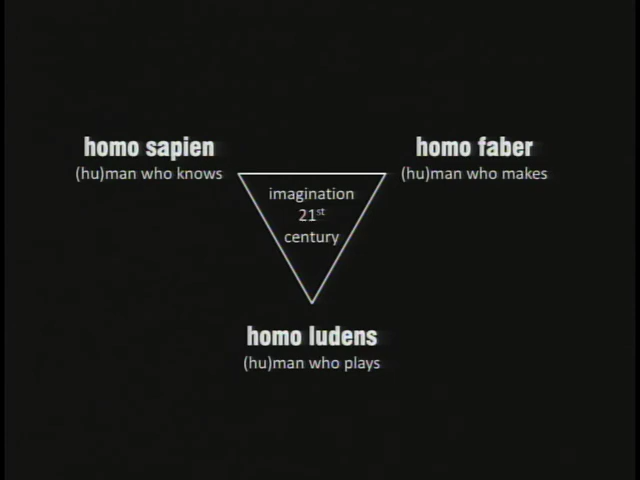 homo sapien
(hu)man who knows
homo faber
(hu)man who makes
imagination
21st
century
homo ludens
(hu)man who plays